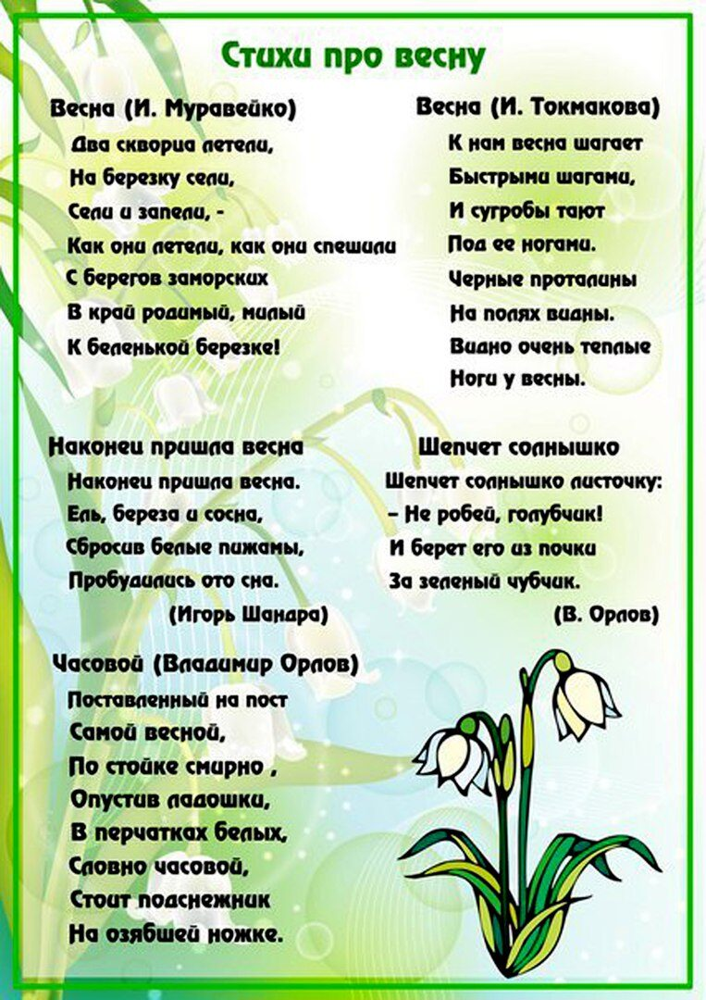 Стихи про весну
Весна (И. Муравейко)
Два скворца летели,
На березку сели,
Сели и запели, -
Как они летели, как они спешили
С берегов заморских
В край родимый, милый
К беленькой березке!
Весна (И. Токмакова)
К нам весна шагает
Быстрыми шагами,
И сугробы тают
Под ее ногами.
Черные проталины
На полях видны.
Видно очень теплые
Ноги у весны.
Наконец пришла весна
Наконец пришла весна.
Ель, береза и сосна,
Сбросив белые пижамы,
Пробудились ото сна.
(Игорь Шандра)
Шепчет солнышко
Шепчет солнышко листочку:
– Не робей, голубчик!
И берет его из почки
За зеленый чубчик.
(В. Орлов)
Часовой (Владимир Орлов)
Поставленный на пост
Самой весной,
По стойке смирно ,
Опустив ладошки,
В перчатках белых,
Словно часовой,
Стоит подснежник
На озябшей ножке.